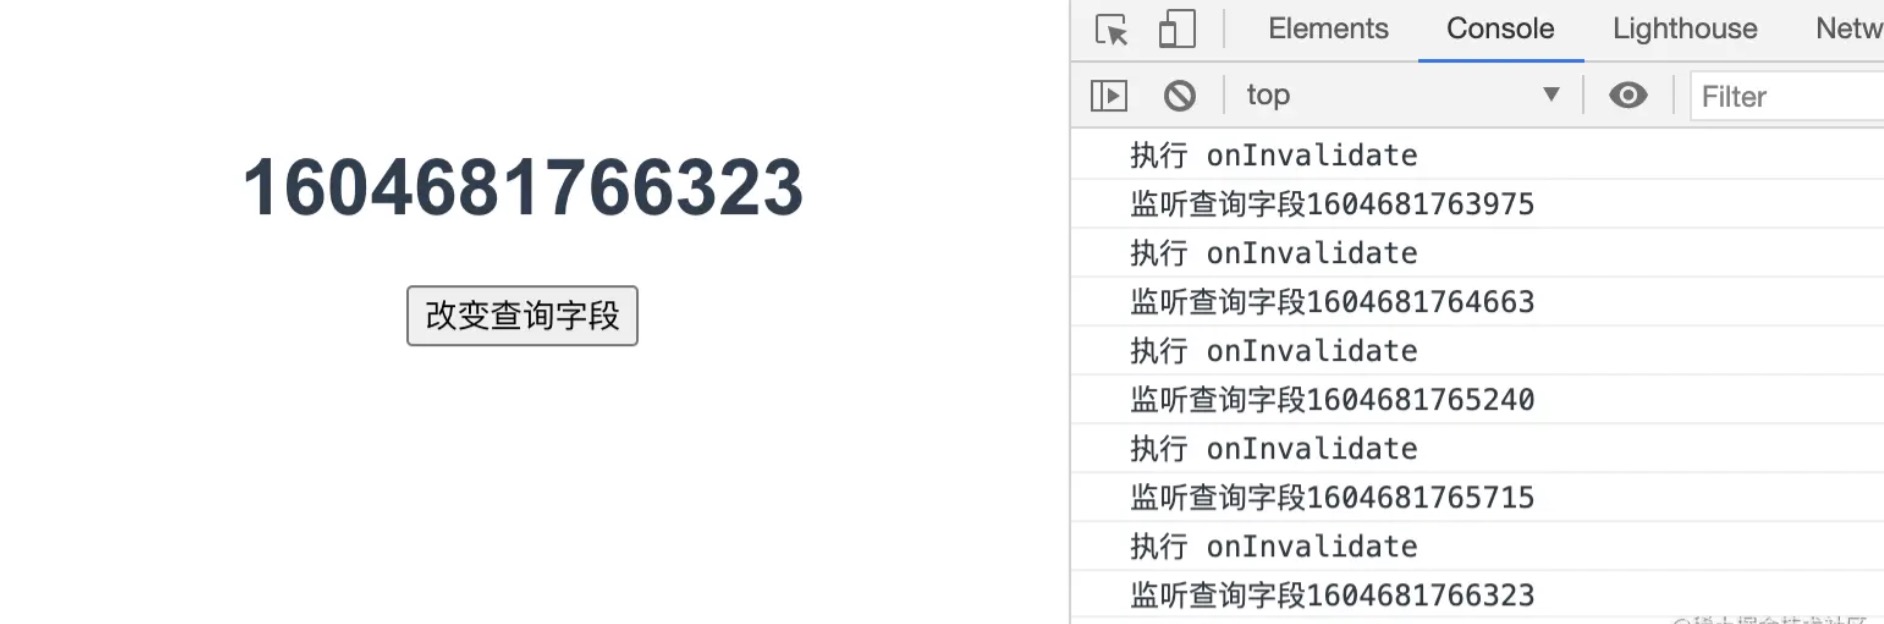 1604681766323
改变查询字段
Elements Console Lighthouse Netw
top Filter
执行 onInvalidate
监听查询字段1604681763975
执行 onInvalidate
监听查询字段1604681764663
执行 onInvalidate
监听查询字段1604681765240
执行 onInvalidate
监听查询字段1604681765715
执行 onInvalidate
监听查询字段1604681766323